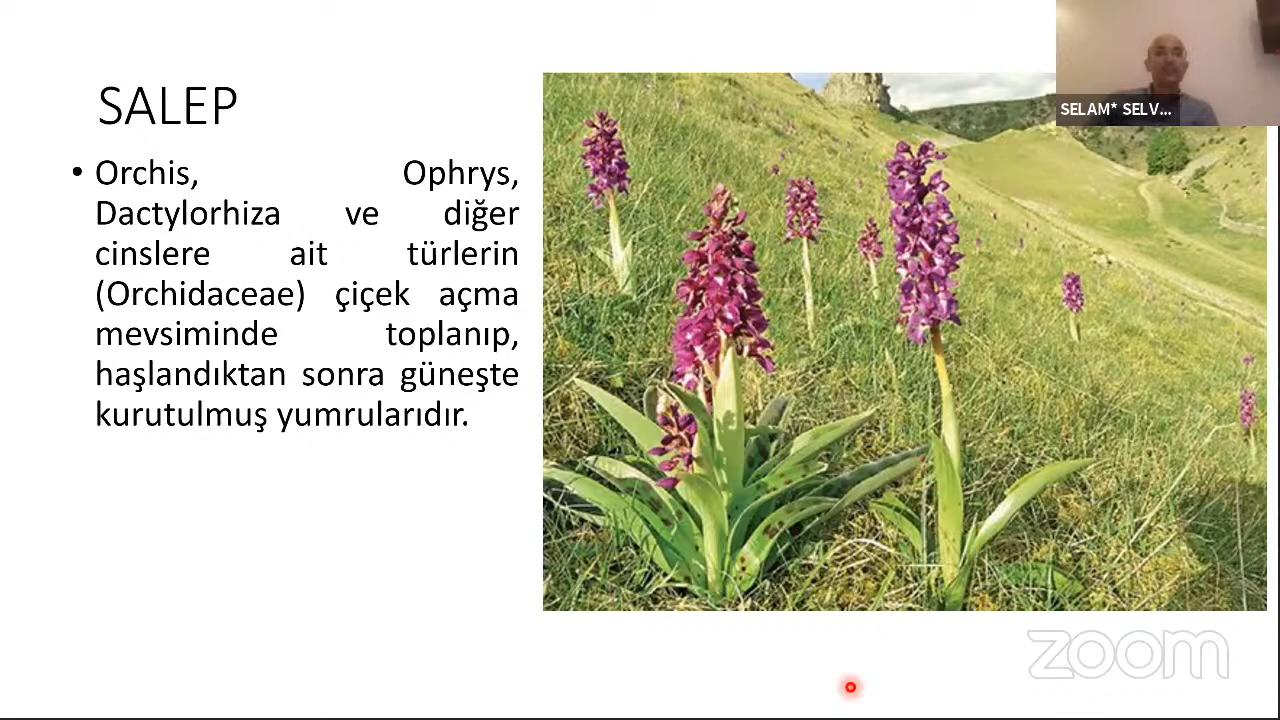 SALEP
• Orchis, Ophrys,
Dactylorhiza ve diğer
cinslere ait türlerin
(Orchidaceae) çiçek açma
mevsiminde toplanıp,
haşlandıktan sonra güneşte
kurutulmuş yumrularıdır.
SELAM* SELV...
zoom